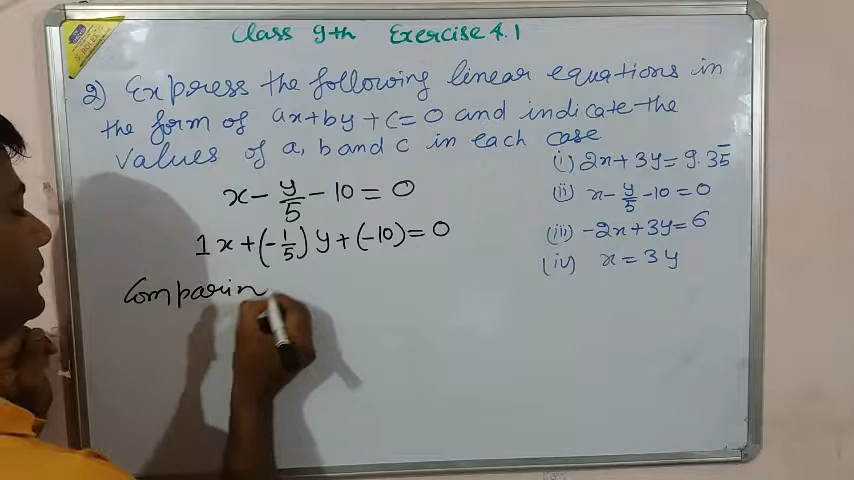 Class 9th Exercise 4.1
2) Express the following linear equations in
the form of ax+by+c=0 and indicate the
values of a, b and c in each case
(i) 2x+3y=9.35̅
(ii) x-y/5-10=0
(iii) -2x+3y=6
(iv) x=3y
x-y/5-10=0
1x+(-1/5)y+(-10)=0
Comparin